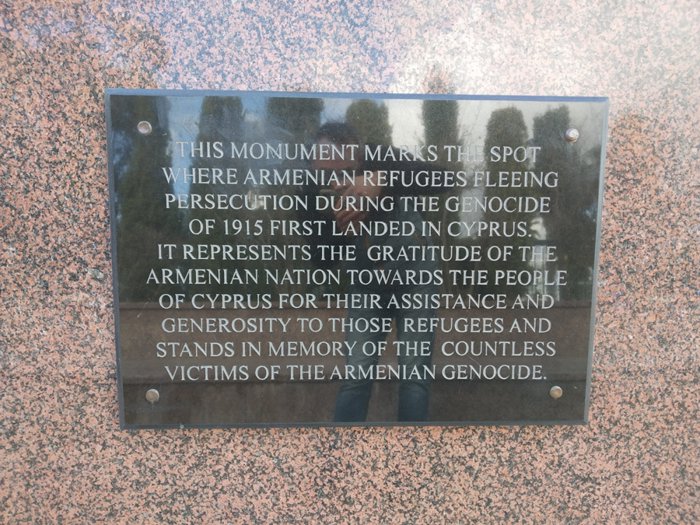 THIS MONUMENT MARKS THE SPOT
WHERE ARMENIAN REFUGEES FLEEING
PERSECUTION DURING THE GENOCIDE
OF 1915 FIRST LANDED IN CYPRUS.
IT REPRESENTS THE GRATITUDE OF THE
ARMENIAN NATION TOWARDS THE PEOPLE
OF CYPRUS FOR THEIR ASSISTANCE AND
GENEROSITY TO THOSE REFUGEES AND
STANDS IN MEMORY OF THE COUNTLESS
VICTIMS OF THE ARMENIAN GENOCIDE.